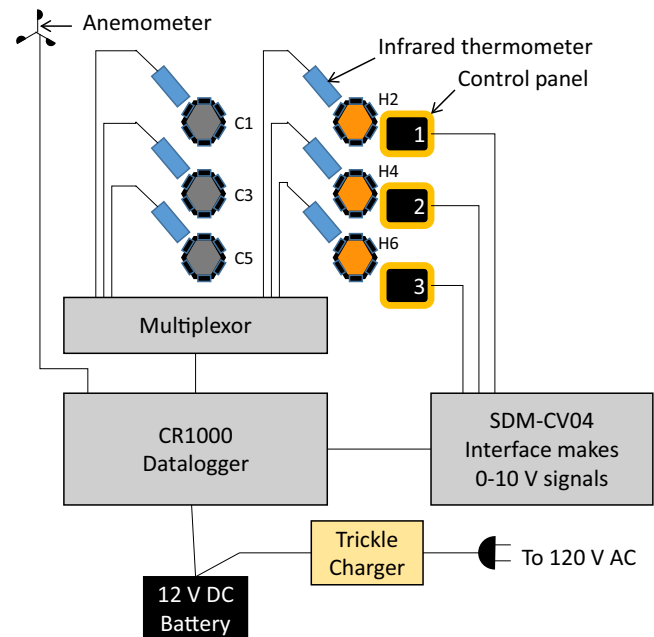 Anemometer
Infrared thermometer
Control panel
C1
H2
1
C3
H4
2
C5
H6
3
Multiplexor
CR1000
Datalogger
SDM-CV04
Interface makes
0-10 V signals
Trickle
Charger
To 120 V AC
12 V DC
Battery